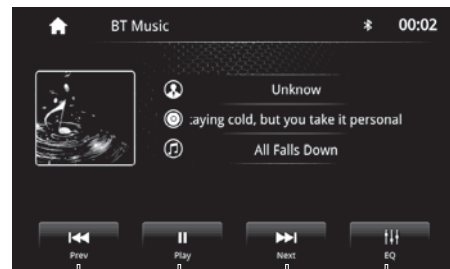 BT Music 00:02
Unknow
:aying cold, but you take it personal
All Falls Down
Prev Play Next EQ